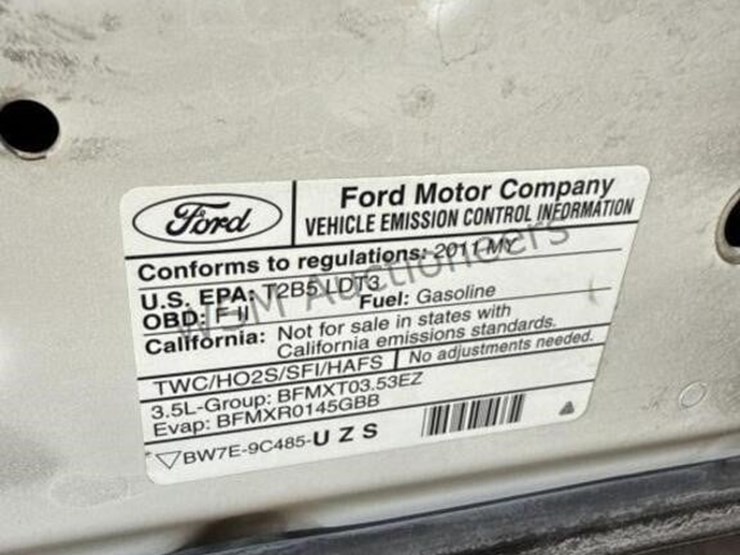 Ford
Ford Motor Company
VEHICLE EMISSION CONTROL INFORMATION
Conforms to regulations: 2011 MY
U.S. EPA: T2B5 LDT3
OBD: F II
Fuel: Gasoline
California: Not for sale in states with
California emissions standards.
TWC/HO2S/SFI/HAFS
No adjustments needed.
3.5L-Group: BFMXT03.53EZ
Evap: BFMXR0145GBB
BW7E-9C485-U Z S
WSM Auctioneers